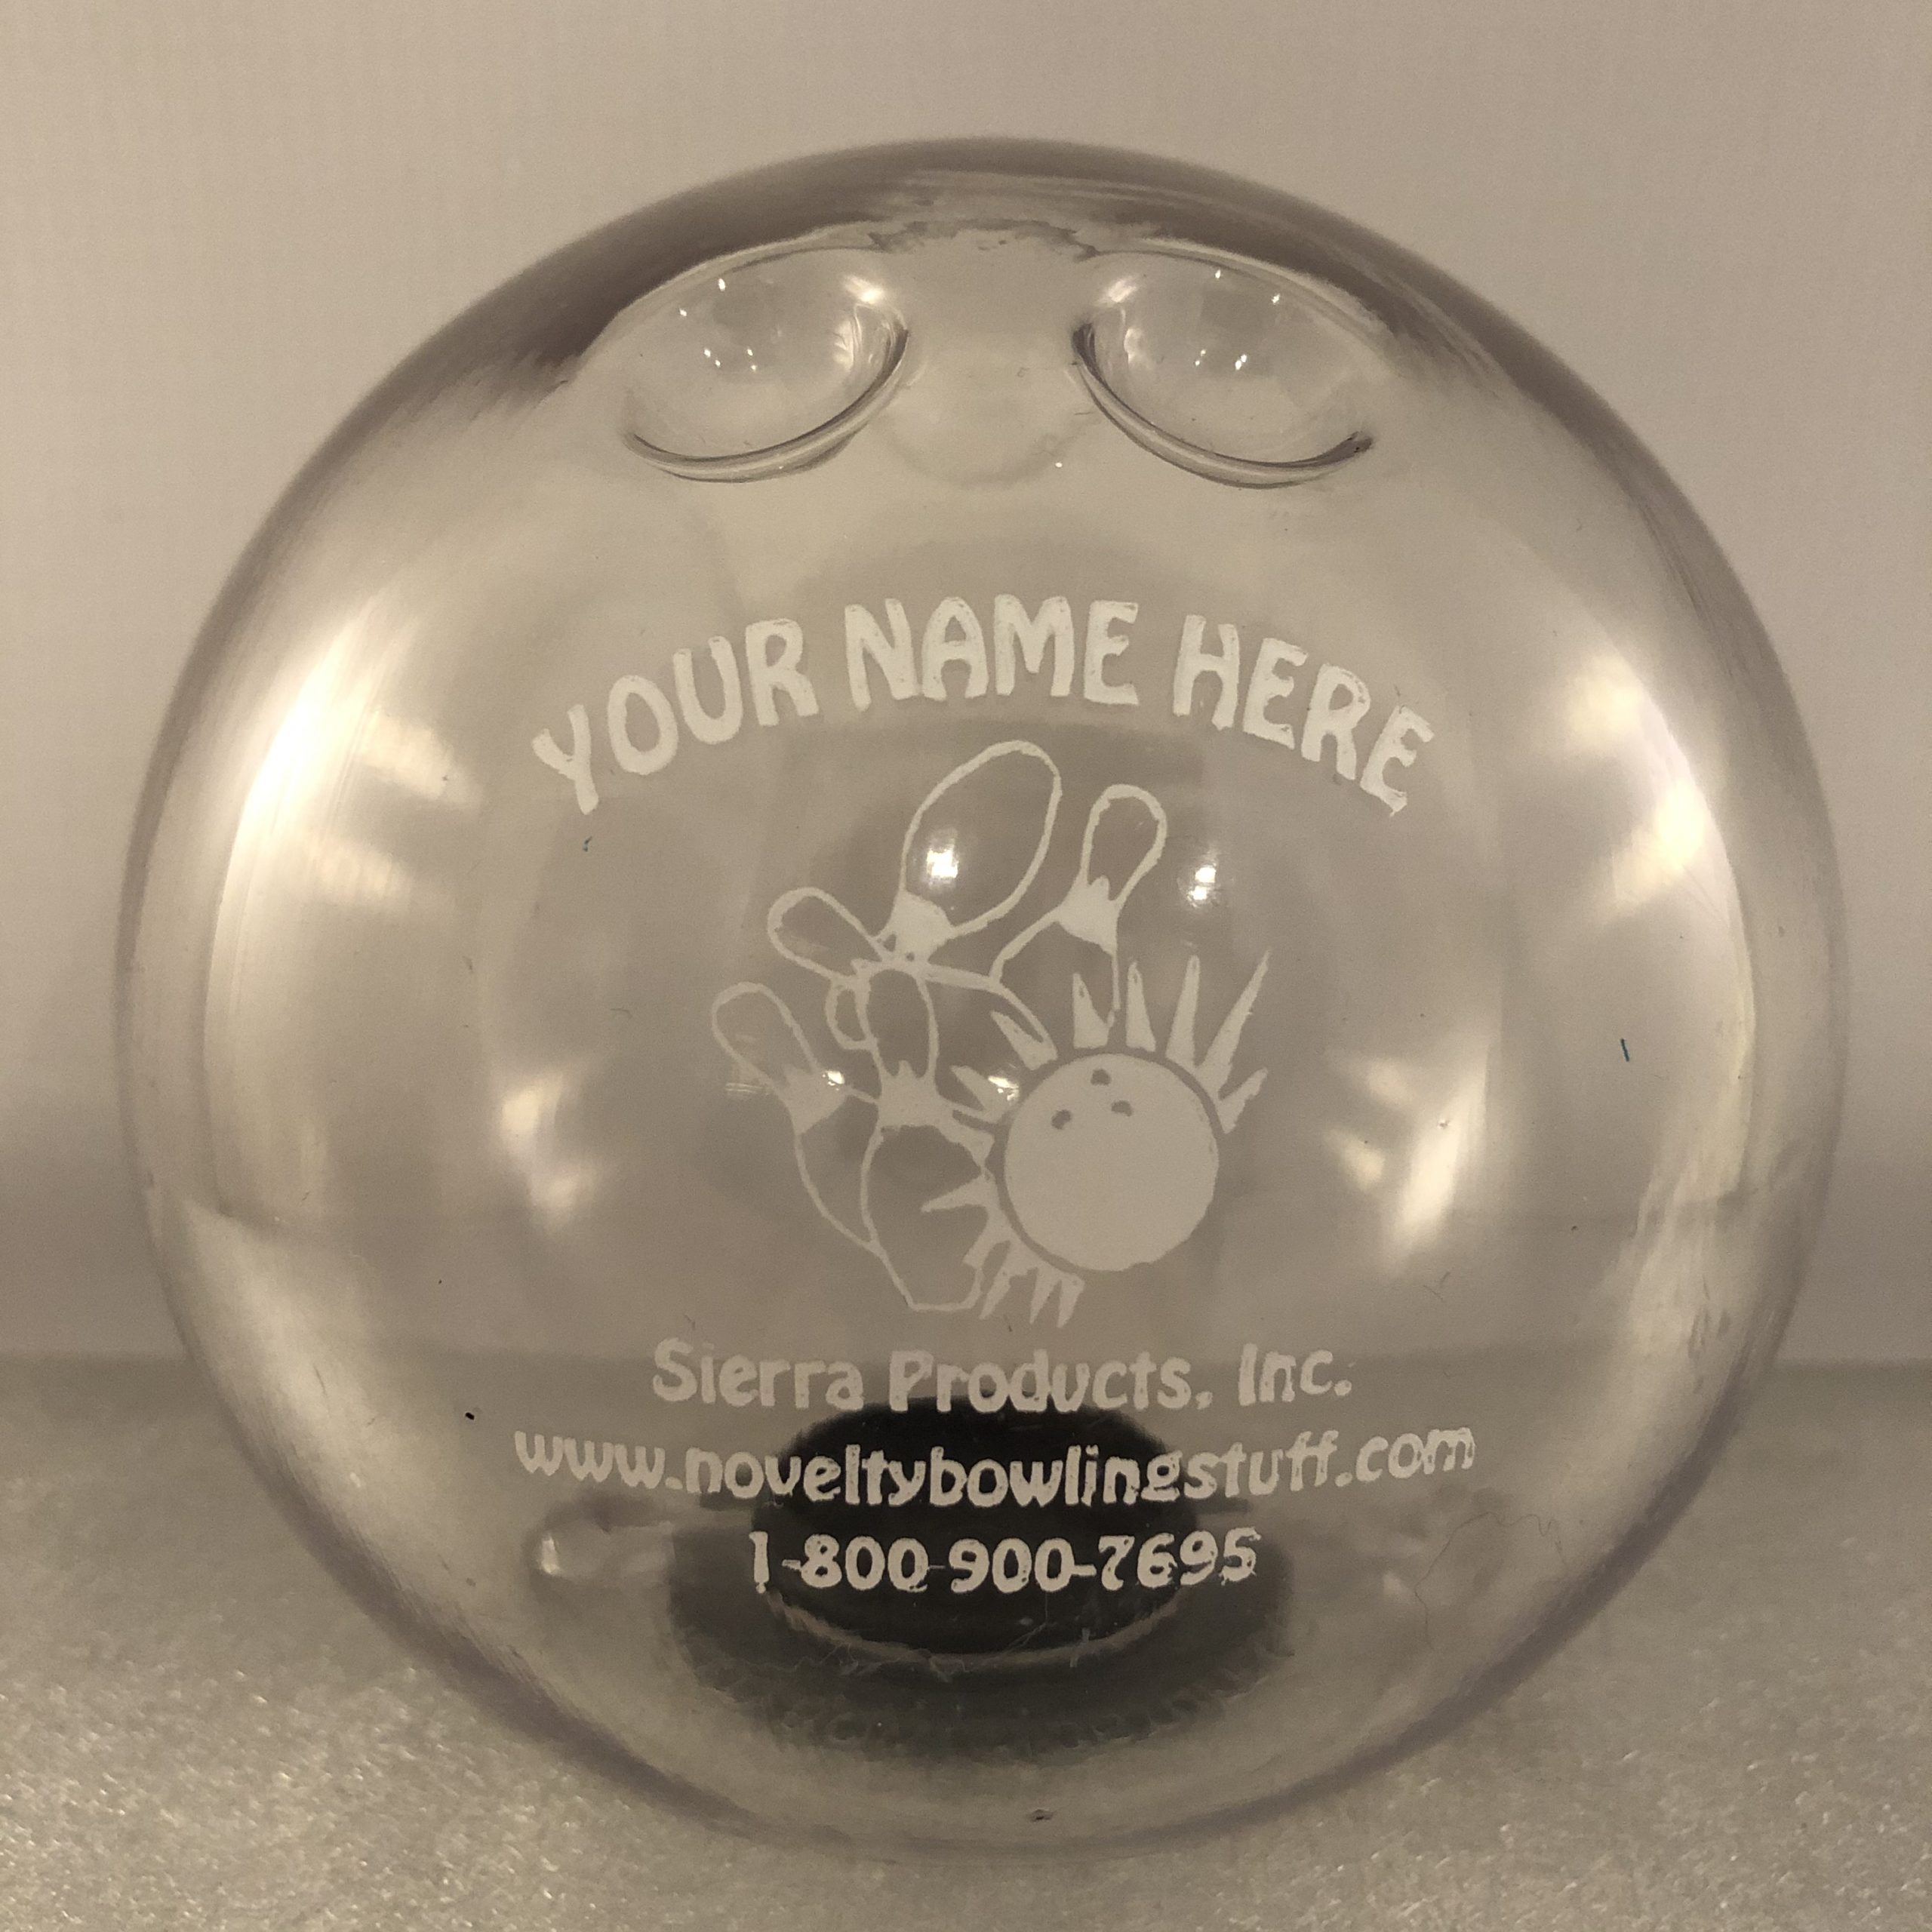 YOUR NAME HERE
Sierra Products, Inc.
www.noveltybowlingstuff.com
1-800-900-7695